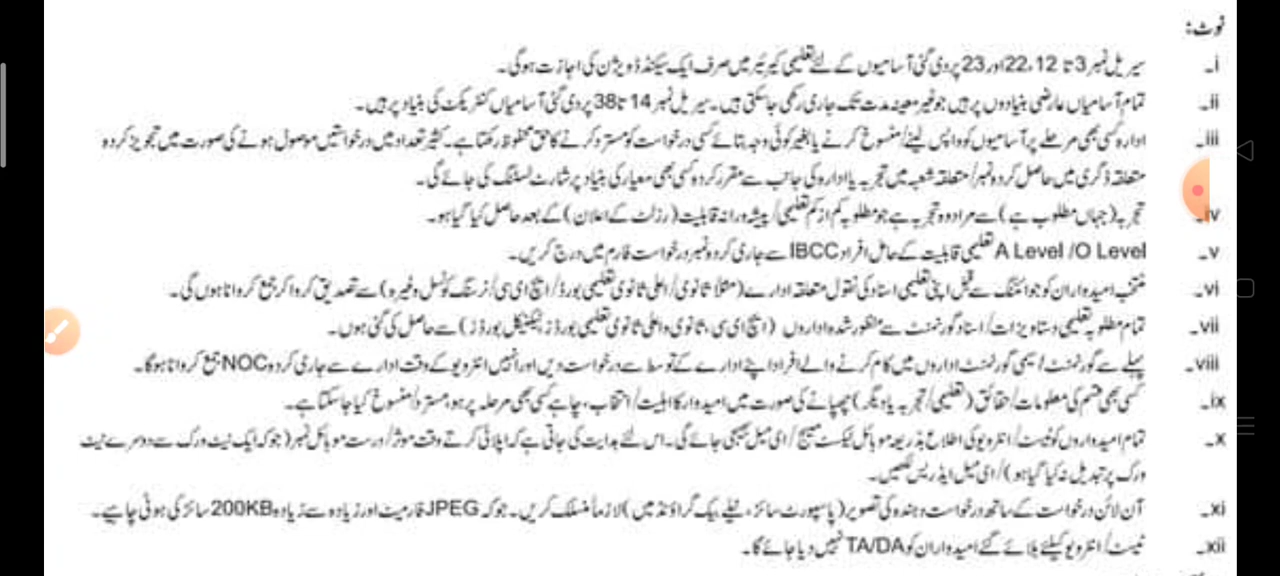 نوٹ:
i۔ سیریل نمبر 3 تا 12، 22 اور 23 پر دی گئی آسامیوں کے لئے تعلیمی کیرئیر میں صرف ایک سیکنڈ ڈویژن کی اجازت ہوگی۔
ii۔ تمام آسامیاں عارضی بنیادوں پر ہیں جو غیر معینہ مدت تک جاری رکھی جاسکتی ہیں۔ سیریل نمبر 14 تا 38 پر دی گئی آسامیاں کنٹریکٹ کی بنیاد پر ہیں۔
iii۔ ادارہ کسی بھی مرحلے پر آسامیوں کو واپس لینے/منسوخ کرنے یا بغیر کوئی وجہ بتائے کسی درخواست کو مسترد کرنے کا حق محفوظ رکھتا ہے۔ کثیر تعداد میں درخواستیں موصول ہونے کی صورت میں تجویز کردہ
متعلقہ ڈگری میں حاصل کردہ نمبر/متعلقہ شعبہ میں تجربہ یا ادارہ کی جانب سے مقرر کردہ کسی بھی معیار کی بنیاد پر شارٹ لسٹنگ کی جائے گی۔
iv۔ تجربہ (جہاں مطلوب ہے) سے مراد وہ تجربہ ہے جو مطلوبہ کم از کم تعلیمی/پیشہ ورانہ قابلیت (رزلٹ کے اعلان) کے بعد حاصل کیا گیا ہو۔
v۔ A Level /O Level تعلیمی قابلیت کے حامل افراد IBCC سے جاری کردہ نمبر درخواست فارم میں درج کریں۔
vi۔ منتخب امیدواران کو جوائننگ سے قبل اپنی تعلیمی اسناد کی نقول متعلقہ ادارے (مثلاً ثانوی/اعلی ثانوی تعلیمی بورڈ/ایچ ای سی/نرسنگ کونسل وغیرہ) سے تصدیق کروا کر جمع کروانا ہوں گی۔
vii۔ تمام مطلوبہ تعلیمی دستاویزات/اسناد گورنمنٹ سے منظور شدہ اداروں (ایچ ای سی، ثانوی و اعلی ثانوی تعلیمی بورڈز، ٹیکنیکل بورڈز) سے حاصل کی گئی ہوں۔
viii۔ پہلے سے گورنمنٹ/سیمی گورنمنٹ اداروں میں کام کرنے والے افراد اپنے ادارے کے توسط سے درخواست دیں اور انہیں انٹرویو کے وقت ادارے سے جاری کردہ NOC جمع کروانا ہوگا۔
ix۔ کسی بھی قسم کی معلومات/حقائق (تعلیمی/تجربہ یا دیگر) چھپانے کی صورت میں امیدوار کا اہلیت/انتخاب، چاہے کسی بھی مرحلہ پر ہو، مسترد/منسوخ کیا جاسکتا ہے۔
x۔ تمام امیدواروں کو ٹیسٹ/انٹرویو کی اطلاع بذریعہ موبائل ٹیکسٹ میسج/ای میل بھیجی جائے گی۔ اس لئے ہدایت کی جاتی ہے کہ اپلائی کرتے وقت موثر/درست موبائل نمبر (جو کہ ایک نیٹ ورک سے دوسرے نیٹ
ورک پر تبدیل نہ کیا گیا ہو)/ای میل ایڈریس لکھیں۔
xi۔ آن لائن درخواست کے ساتھ درخواست دہندہ کی تصویر (پاسپورٹ سائز، نیلے بیک گراؤنڈ میں) لازماً منسلک کریں۔ جو کہ JPEG فارمیٹ اور زیادہ سے زیادہ 200KB سائز کی ہونی چاہیے۔
xii۔ ٹیسٹ/انٹرویو کیلئے بلائے گئے امیدواران کو TA/DA نہیں دیا جائے گا۔